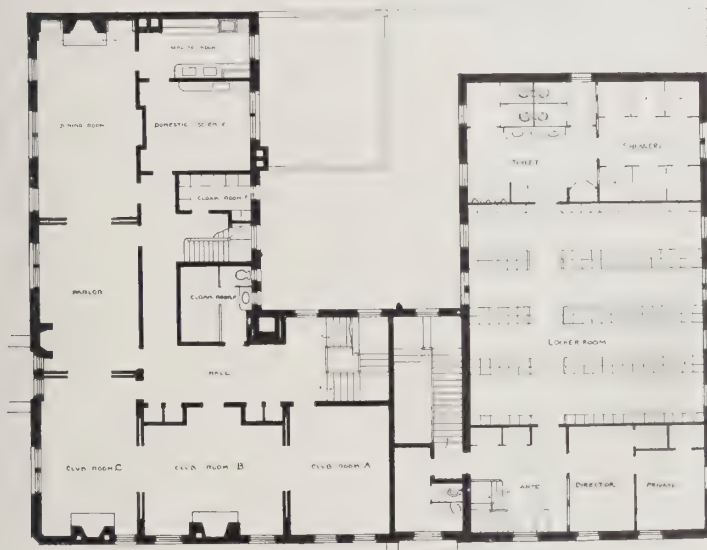 DINING ROOM
DOMESTIC SCIENCE
CLOAK ROOM
PARLOR
CLOAK ROOM
HALL
CLUB ROOM C
CLUB ROOM B
CLUB ROOM A
TOILET
SHOWERS
LOCKER ROOM
ANTE
DIRECTOR
PRIVATE